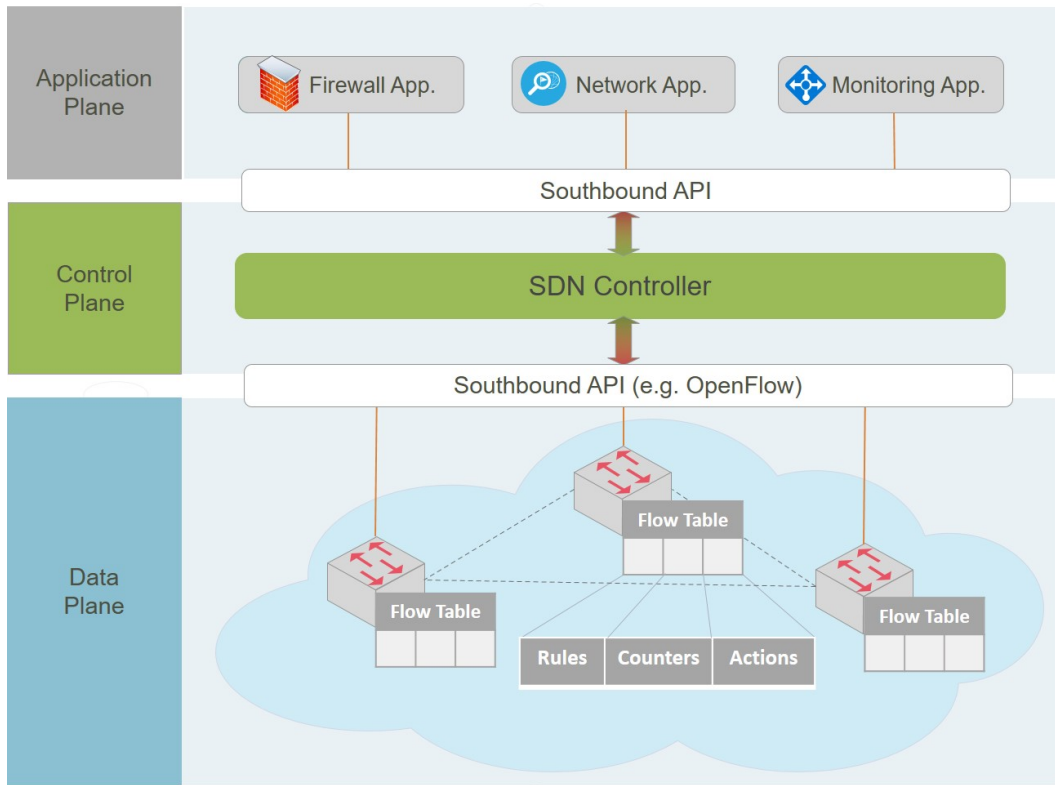 Application
Plane
Firewall App.
Network App.
Monitoring App.
Southbound API
Control
Plane
SDN Controller
Southbound API (e.g. OpenFlow)
Data
Plane
Flow Table
Flow Table
Flow Table
Rules
Counters
Actions